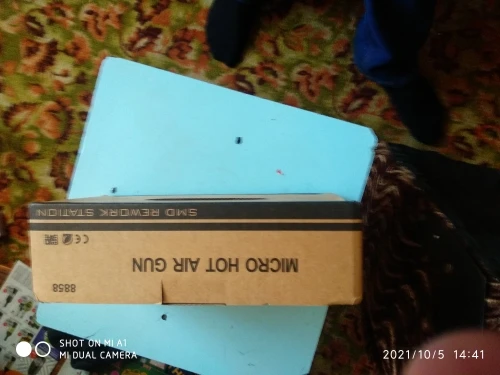 8858
MICRO HOT AIR GUN
CE
SMD REWORK STATION
SHOT ON MI A1
MI DUAL CAMERA
2021/10/5 14:41